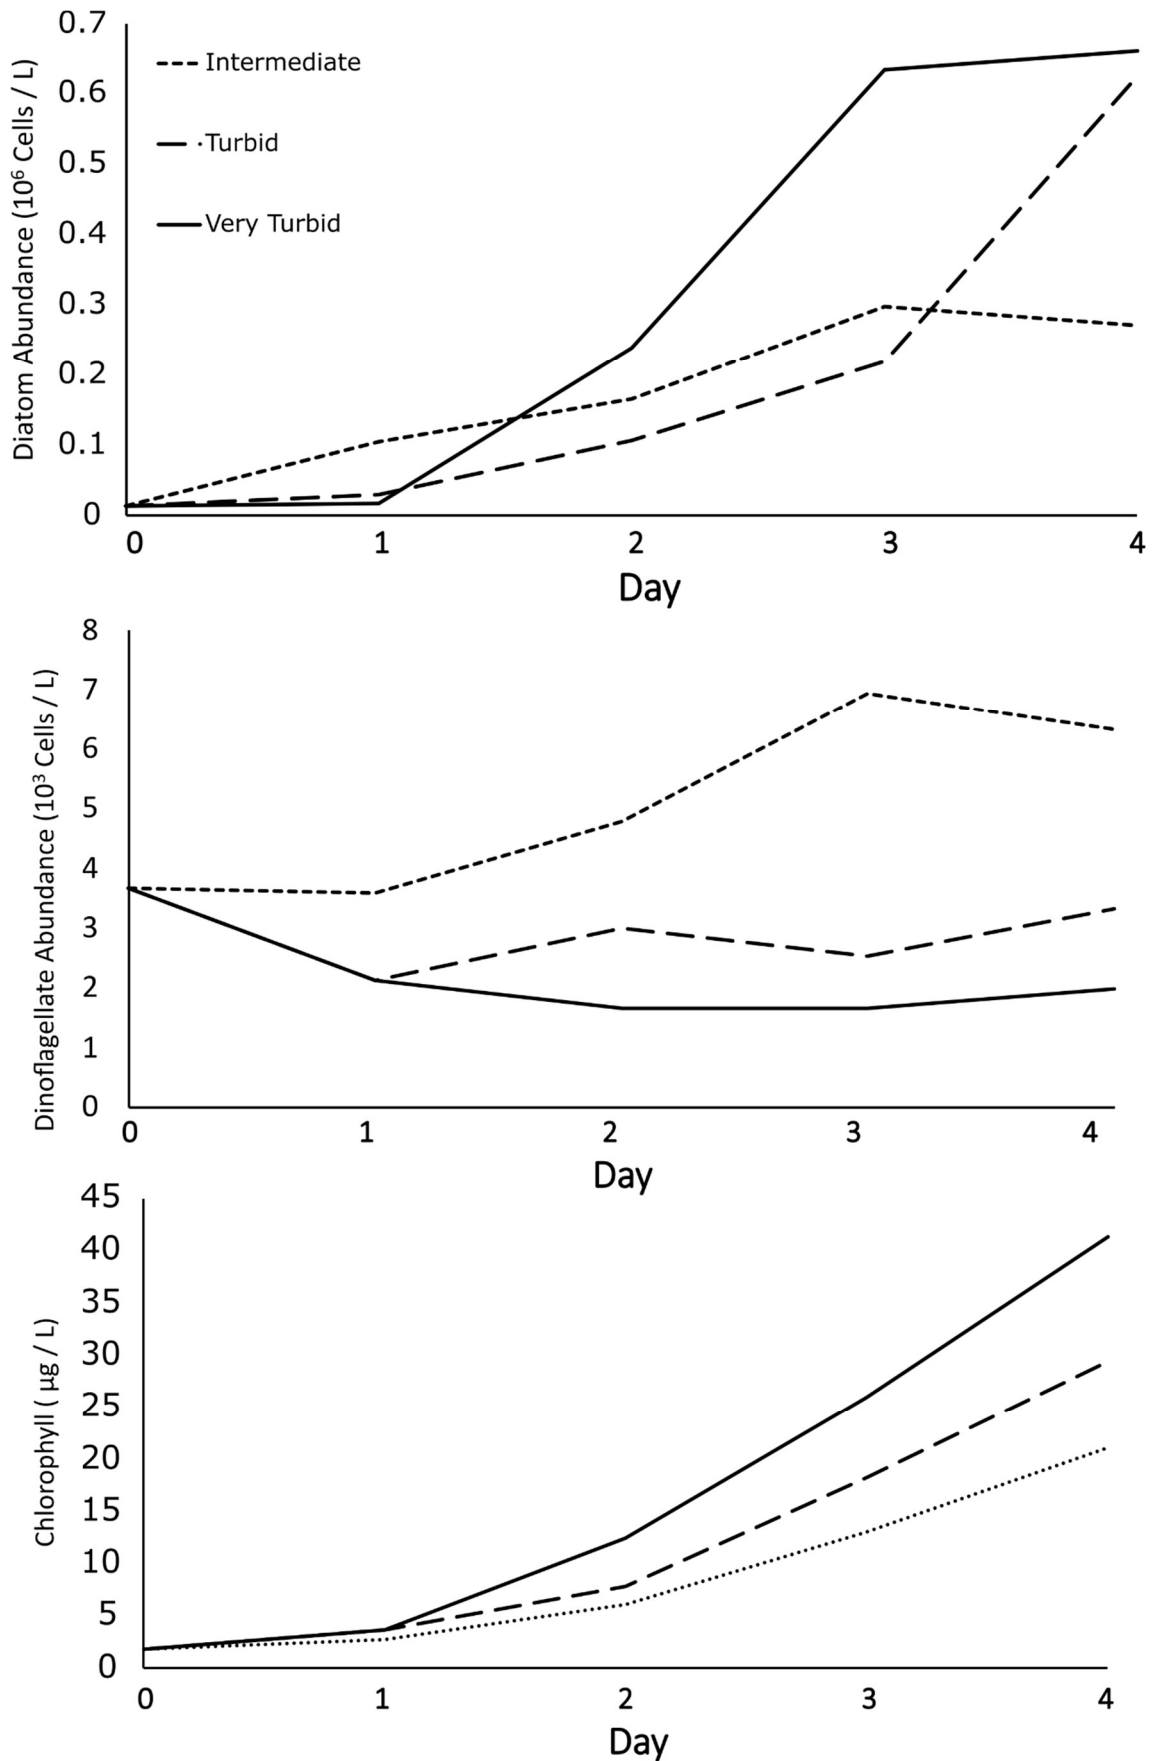 Diatom Abundance (10⁶ Cells / L)
0.7
0.6
0.5
0.4
0.3
0.2
0.1
0
Intermediate
Turbid
Very Turbid
0 1 2 3 4
Day
Dinoflagellate Abundance (10³ Cells / L)
8
7
6
5
4
3
2
1
0
0 1 2 3 4
Day
Chlorophyll ( µg / L)
45
40
35
30
25
20
15
10
5
0
0 1 2 3 4
Day